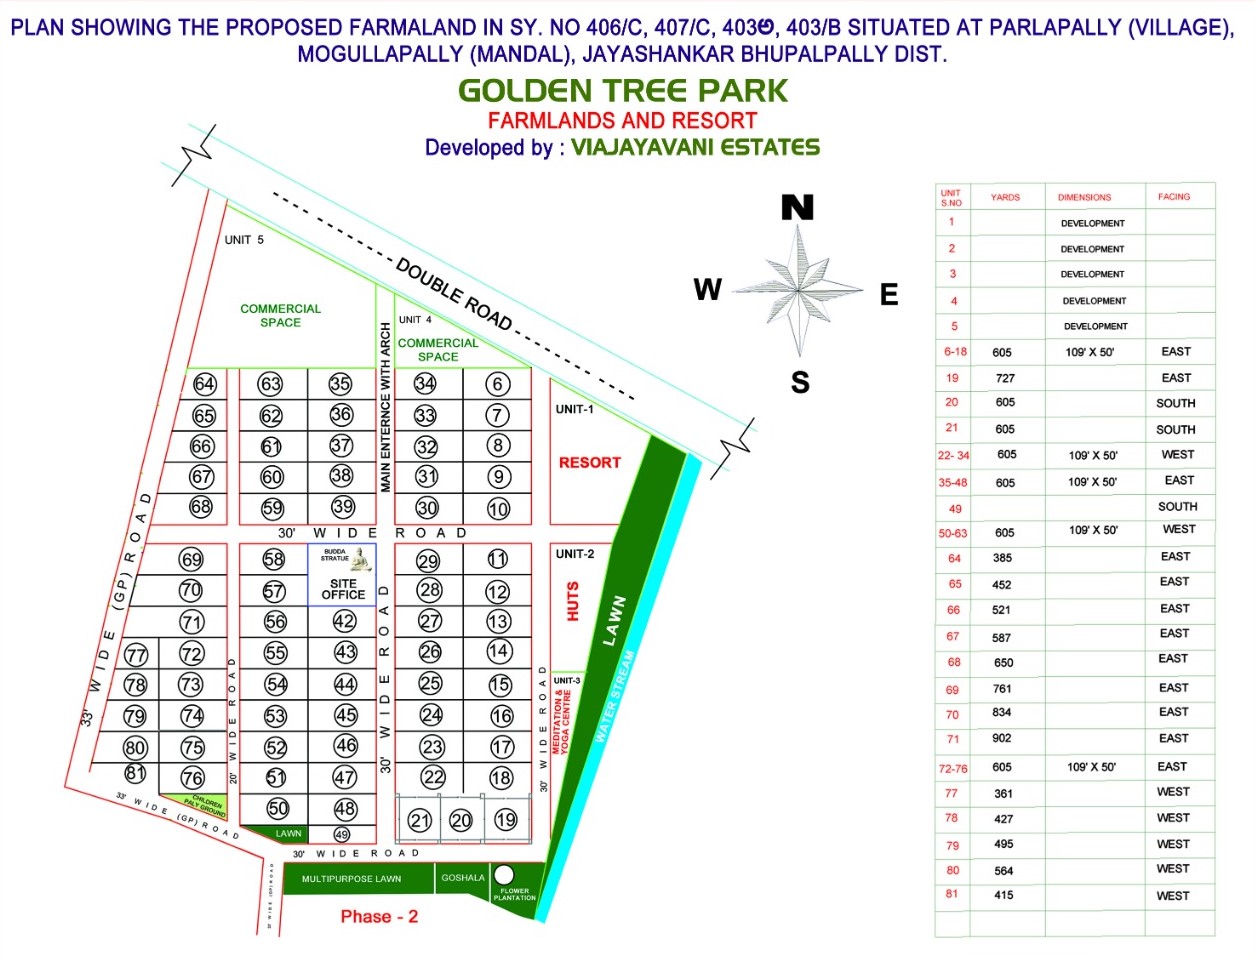 PLAN SHOWING THE PROPOSED FARMALAND IN SY. NO 406/C, 407/C, 403అ, 403/B SITUATED AT PARLAPALLY (VILLAGE),
MOGULLAPALLY (MANDAL), JAYASHANKAR BHUPALPALLY DIST.
GOLDEN TREE PARK
FARMLANDS AND RESORT
Developed by : VIAJAYAVANI ESTATES
N
W E
S
DOUBLE ROAD
UNIT 5
COMMERCIAL
SPACE
UNIT 4
COMMERCIAL
SPACE
MAIN ENTERNCE WITH ARCH
64 63 35 34 6
65 62 36 33 7
66 61 37 32 8
67 60 38 31 9
68 59 39 30 10
UNIT-1
RESORT
30' WIDE ROAD
33' WIDE (GP) ROAD
BUDDA
STRATUE
SITE
OFFICE
69 58 29 11
70 57 28 12
71 56 42 27 13
77 72 55 43 26 14
78 73 54 44 25 15
79 74 53 45 24 16
80 75 52 46 23 17
81 76 51 47 22 18
50 48 21 20 19
49
UNIT-2
HUTS
UNIT-3
MEDITATION &
YOGA CENTRE
LAWN
WATER STREAM
20' WIDE ROAD
30' WIDE ROAD
30' WIDE ROAD
CHILDREN
PALY GROUND
33' WIDE (GP) ROAD
LAWN
30' WIDE ROAD
WIDE (GP) ROAD
MULTIPURPOSE LAWN
GOSHALA
FLOWER
PLANTATION
Phase - 2
UNIT
S.NO YARDS DIMENSIONS FACING
1 DEVELOPMENT
2 DEVELOPMENT
3 DEVELOPMENT
4 DEVELOPMENT
5 DEVELOPMENT
6-18 605 109' X 50' EAST
19 727 EAST
20 605 SOUTH
21 605 SOUTH
22- 34 605 109' X 50' WEST
35-48 605 109' X 50' EAST
49 SOUTH
50-63 605 109' X 50' WEST
64 385 EAST
65 452 EAST
66 521 EAST
67 587 EAST
68 650 EAST
69 761 EAST
70 834 EAST
71 902 EAST
72-76 605 109' X 50' EAST
77 361 WEST
78 427 WEST
79 495 WEST
80 564 WEST
81 415 WEST